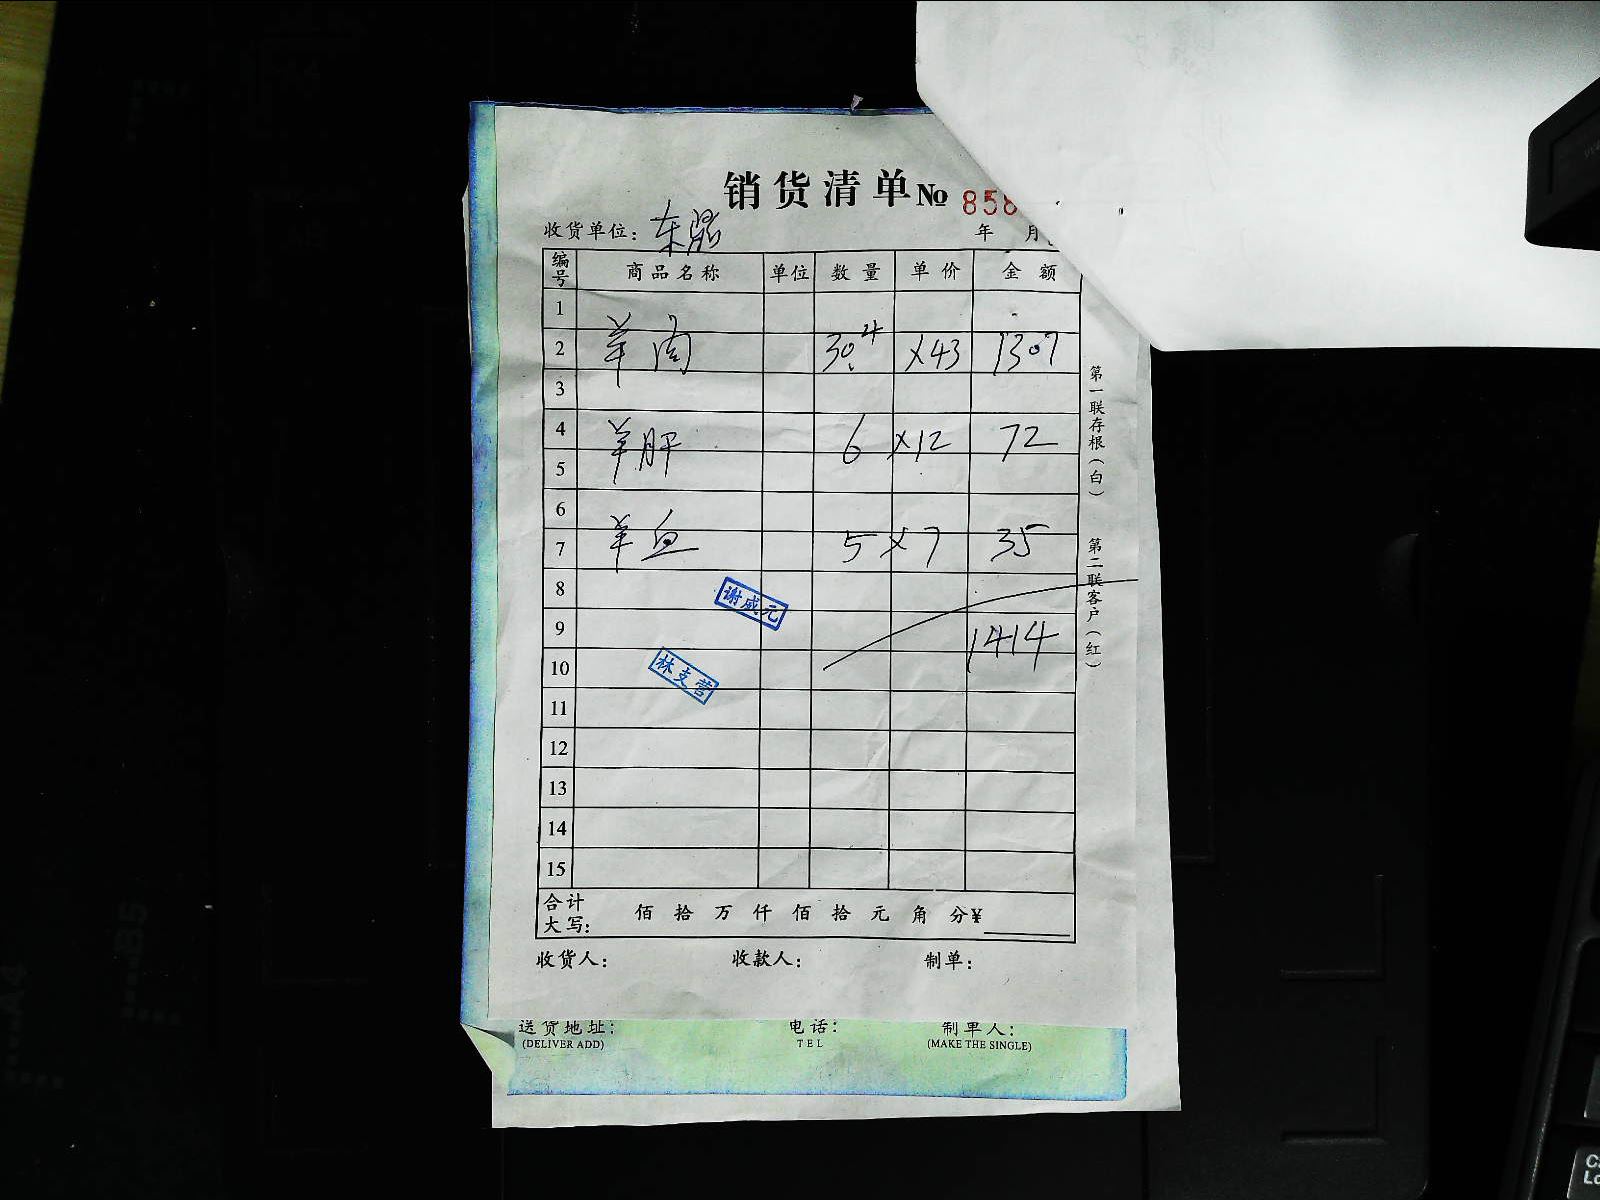 销货清单 № 858
收货单位: 东
年 月
编号 商品名称 单位 数量 单价 金额
1
2 羊肉 30.4 ×43 1307
3
4 羊肝 6 ×12 72
5
6
7 羊血 5 ×7 35
8
谢成元
9 1414
10
林支营
11
12
13
14
15
合计
大写: 佰 拾 万 仟 佰 拾 元 角 分¥
收货人: 收款人: 制单:
第一联存根(白) 第二联客户(红)
送货地址: 电话: 制单人:
(DELIVER ADD) TEL (MAKE THE SINGLE)
A4
B5